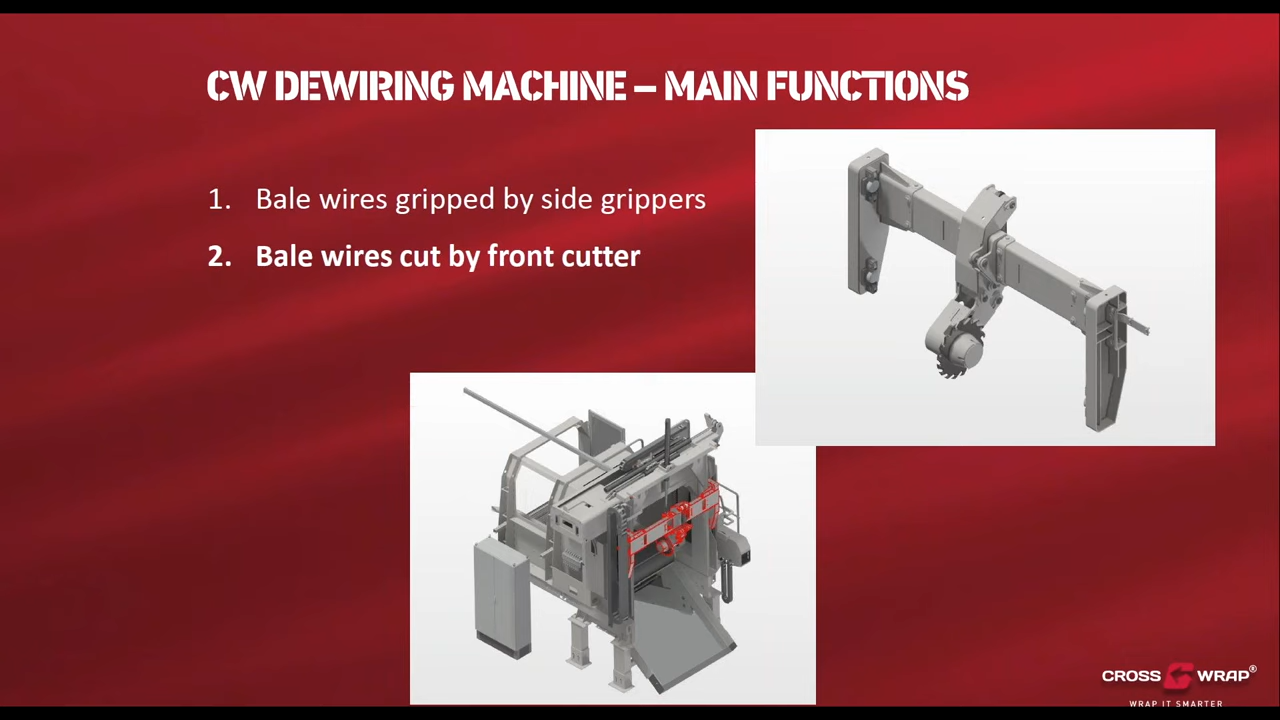 CW DEWIRING MACHINE – MAIN FUNCTIONS
1. Bale wires gripped by side grippers
2. Bale wires cut by front cutter
CROSS WRAP®
WRAP IT SMARTER